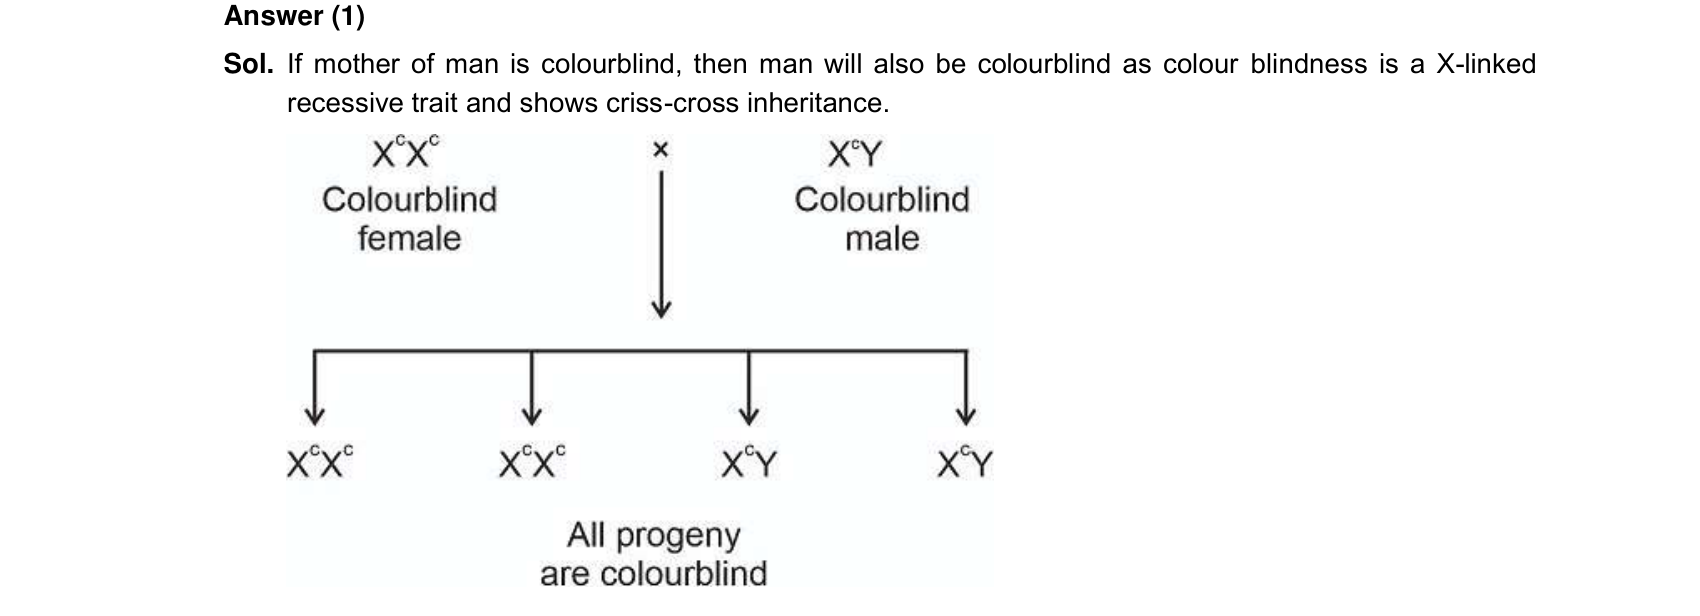 Answer (1)
Sol. If mother of man is colourblind, then man will also be colourblind as colour blindness is a X-linked
recessive trait and shows criss-cross inheritance.
XᶜXᶜ × XᶜY
Colourblind Colourblind
female male
XᶜXᶜ XᶜXᶜ XᶜY XᶜY
All progeny
are colourblind